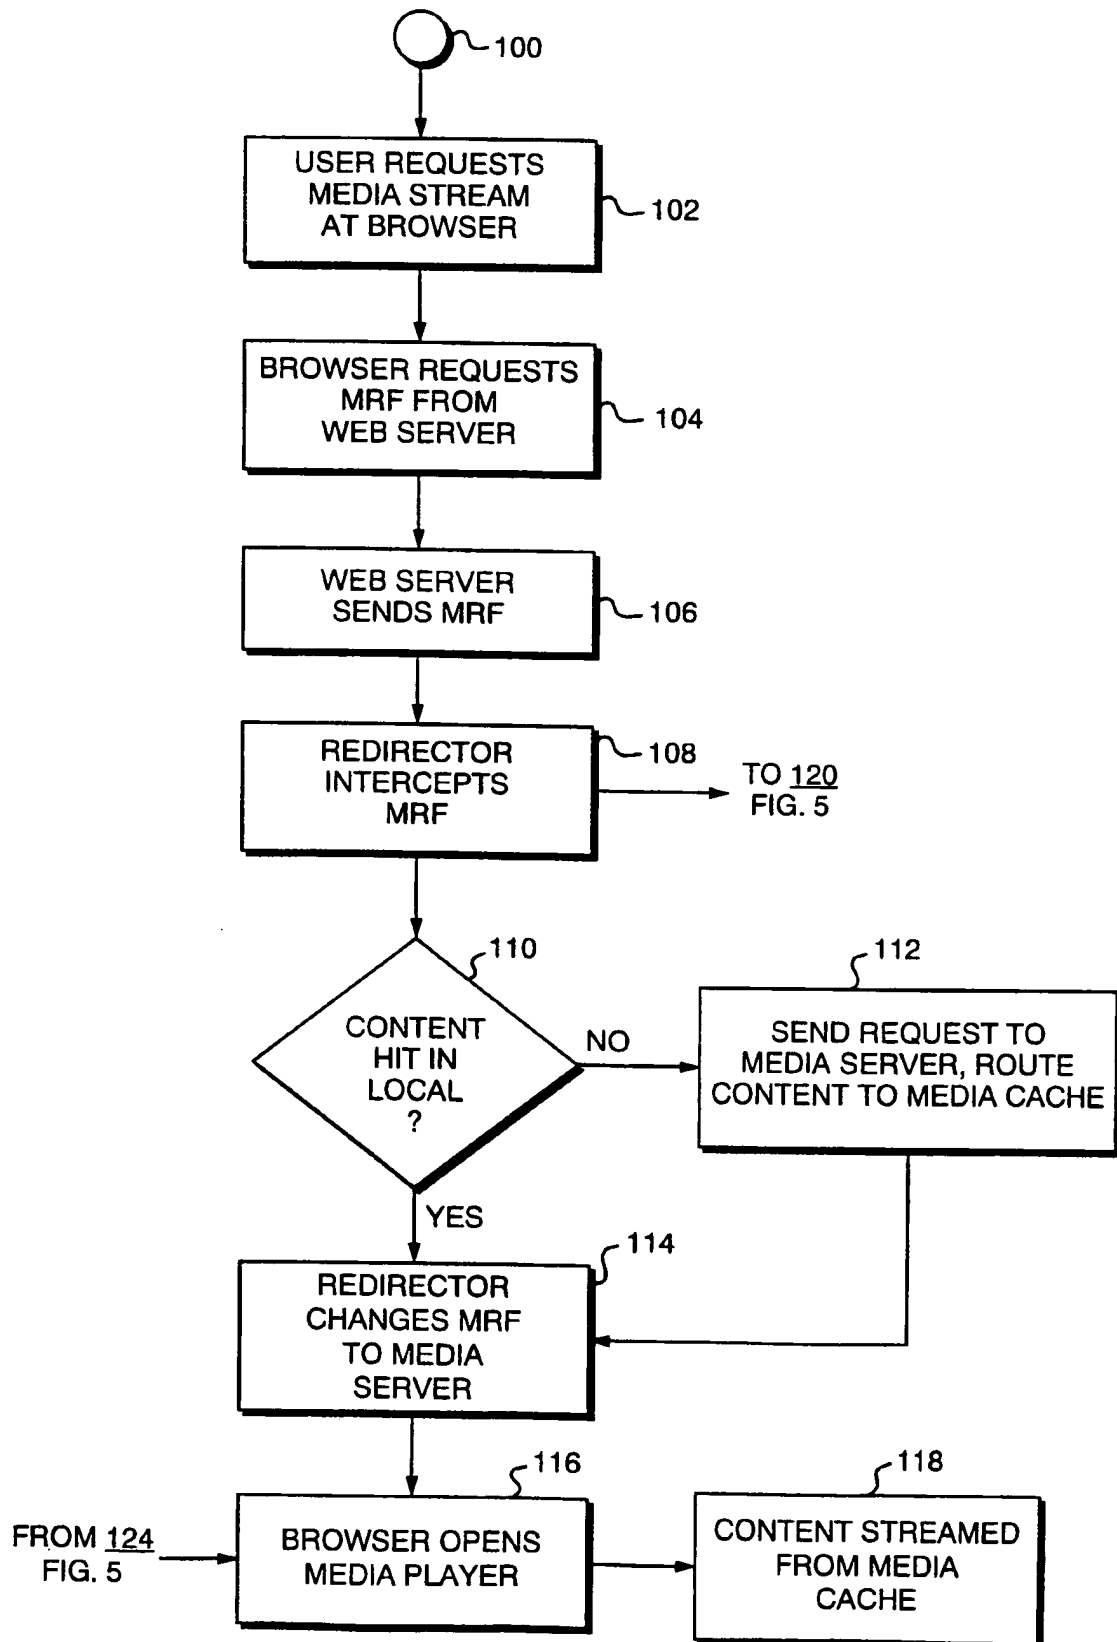 100
USER REQUESTS
MEDIA STREAM
AT BROWSER
102
BROWSER REQUESTS
MRF FROM
WEB SERVER
104
WEB SERVER
SENDS MRF
106
REDIRECTOR
INTERCEPTS
MRF
108
TO 120
FIG. 5
110
CONTENT
HIT IN
LOCAL
?
NO
112
SEND REQUEST TO
MEDIA SERVER, ROUTE
CONTENT TO MEDIA CACHE
YES
114
REDIRECTOR
CHANGES MRF
TO MEDIA
SERVER
116
FROM 124
FIG. 5
BROWSER OPENS
MEDIA PLAYER
118
CONTENT STREAMED
FROM MEDIA
CACHE